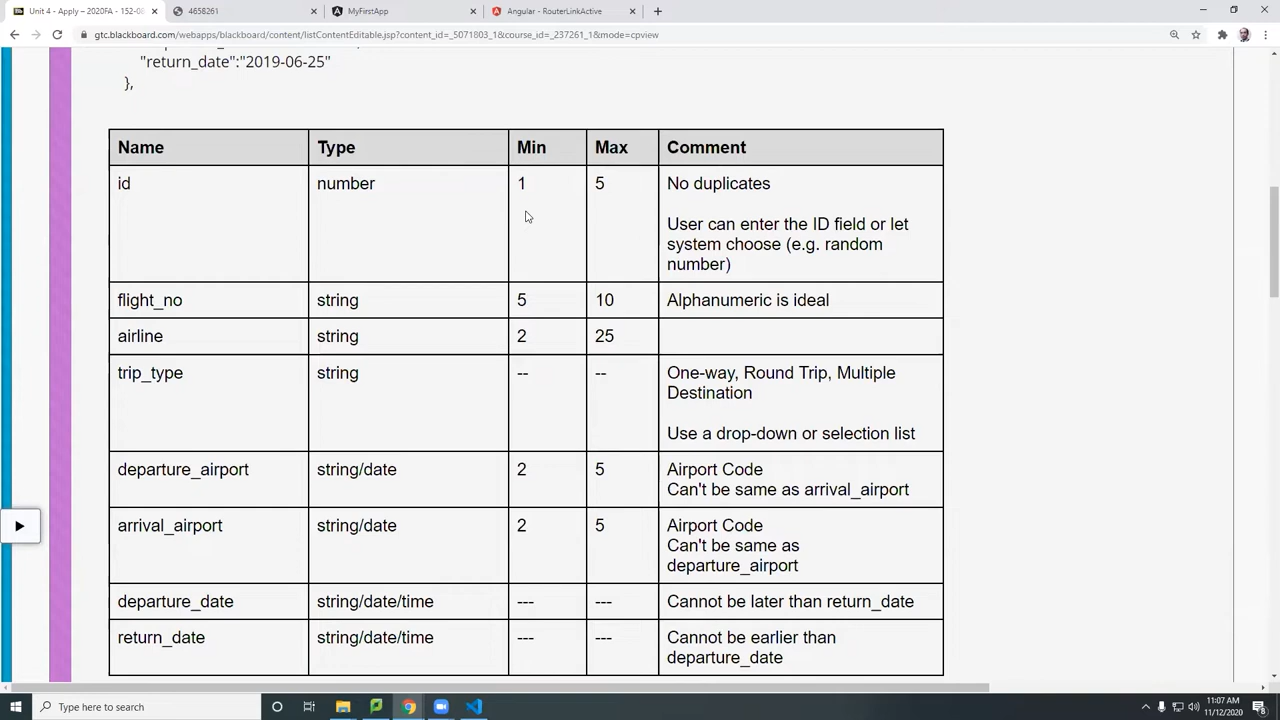 Unit 4 - Apply – 2020FA - 152-08
4658261
MyFirstApp
Angular - RouterLinkActive
gtc.blackboard.com/webapps/blackboard/content/listContentEditable.jsp?content_id=_5071803_1&course_id=_237261_1&mode=cpview
"return_date":"2019-06-25"
},
Name Type Min Max Comment
id number 1 5 No duplicates
User can enter the ID field or let
system choose (e.g. random
number)
flight_no string 5 10 Alphanumeric is ideal
airline string 2 25
trip_type string -- -- One-way, Round Trip, Multiple
Destination
Use a drop-down or selection list
departure_airport string/date 2 5 Airport Code
Can't be same as arrival_airport
arrival_airport string/date 2 5 Airport Code
Can't be same as
departure_airport
departure_date string/date/time --- --- Cannot be later than return_date
return_date string/date/time --- --- Cannot be earlier than
departure_date
Type here to search
11:07 AM
11/12/2020